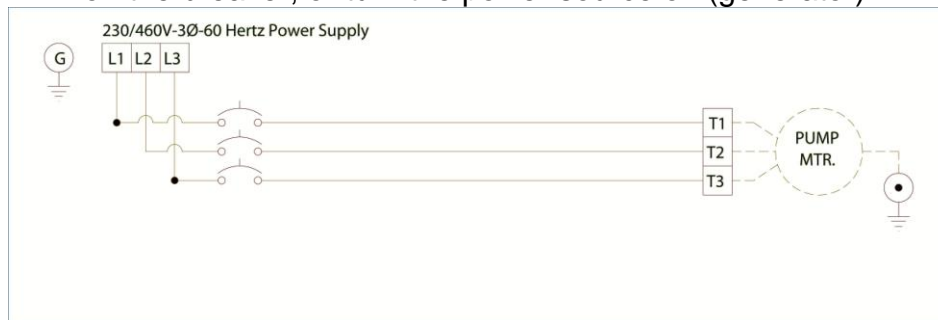 230/460V-3Ø-60 Hertz Power Supply
G
L1 L2 L3
T1
T2
T3
PUMP
MTR.